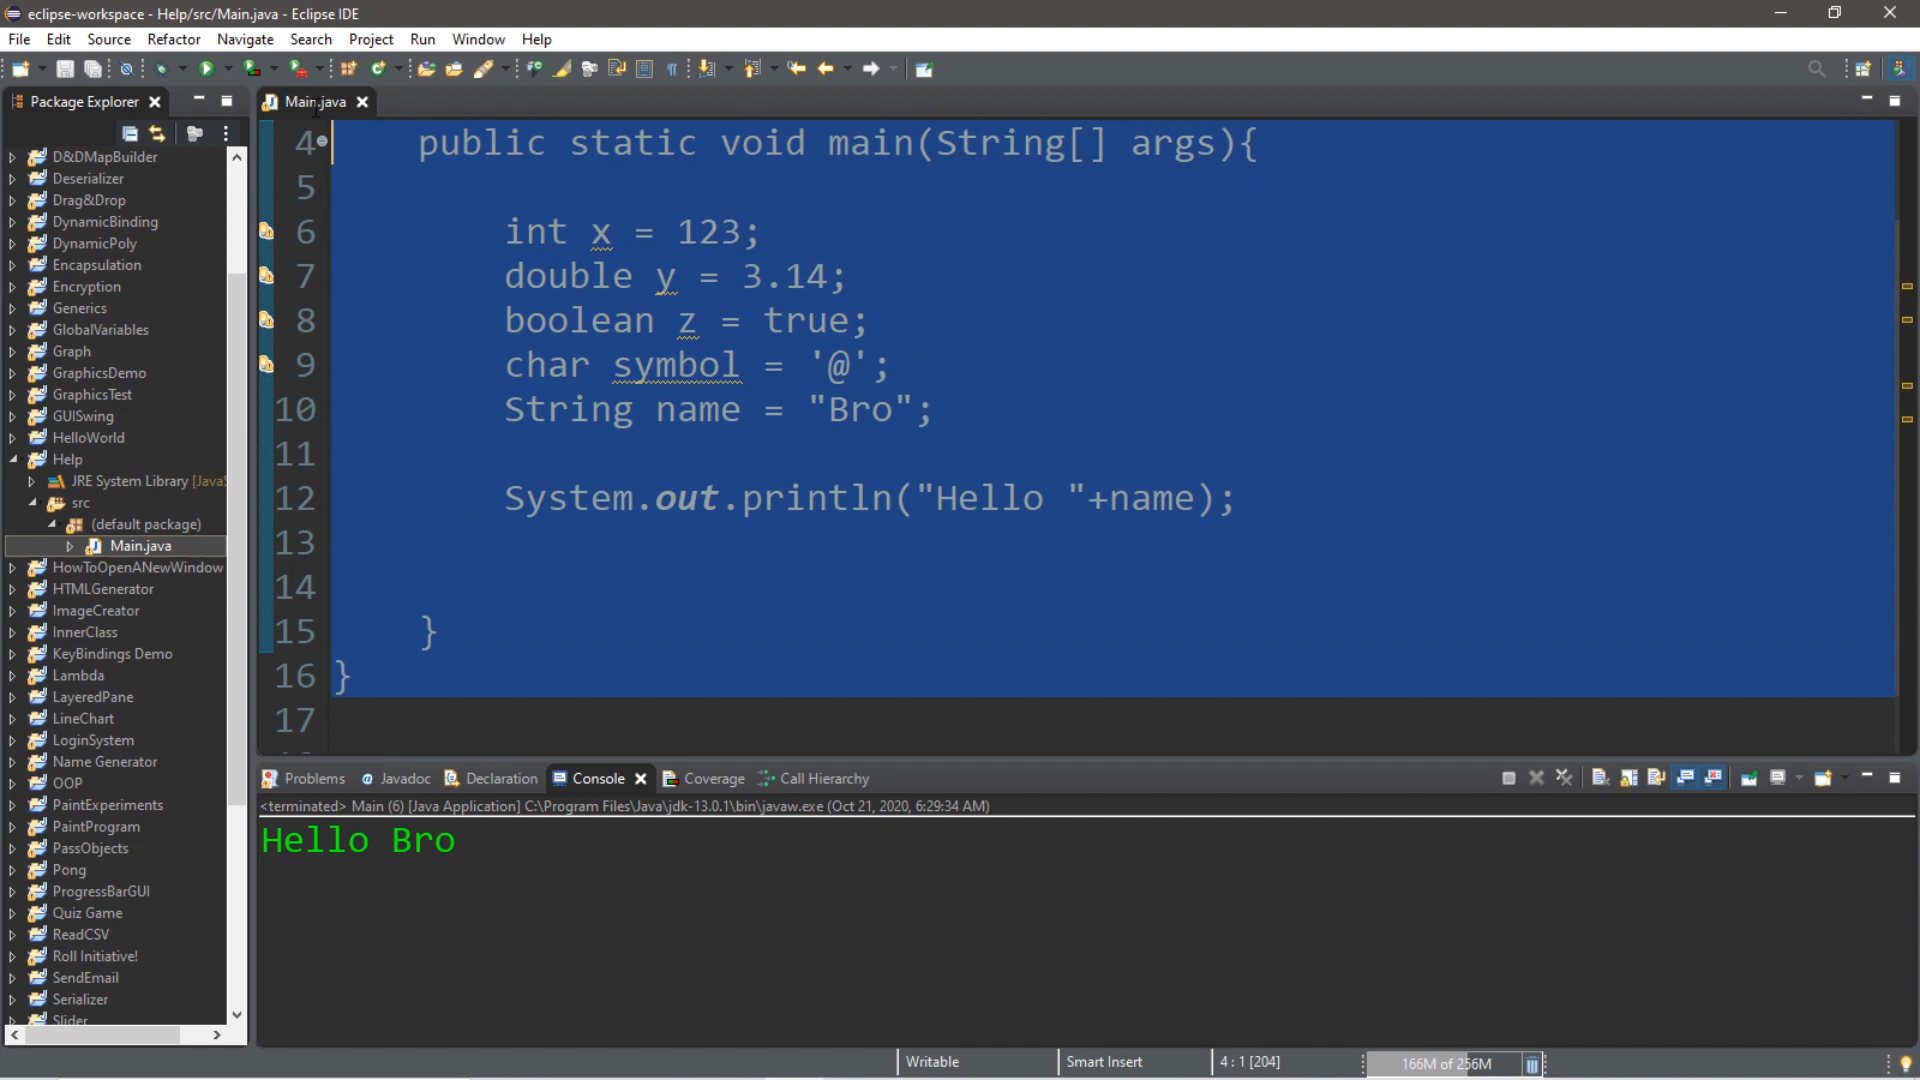 eclipse-workspace - Help/src/Main.java - Eclipse IDE
File Edit Source Refactor Navigate Search Project Run Window Help
Package Explorer
D&DMapBuilder
Deserializer
Drag&Drop
DynamicBinding
DynamicPoly
Encapsulation
Encryption
Generics
GlobalVariables
Graph
GraphicsDemo
GraphicsTest
GUISwing
HelloWorld
Help
JRE System Library [JavaS
src
(default package)
Main.java
HowToOpenANewWindow
HTMLGenerator
ImageCreator
InnerClass
KeyBindings Demo
Lambda
LayeredPane
LineChart
LoginSystem
Name Generator
OOP
PaintExperiments
PaintProgram
PassObjects
Pong
ProgressBarGUI
Quiz Game
ReadCSV
Roll Initiative!
SendEmail
Serializer
Slider
Main.java
4 public static void main(String[] args){
5
6 int x = 123;
7 double y = 3.14;
8 boolean z = true;
9 char symbol = '@';
10 String name = "Bro";
11
12 System.out.println("Hello "+name);
13
14
15 }
16 }
17
Problems Javadoc Declaration Console Coverage Call Hierarchy
<terminated> Main (6) [Java Application] C:\Program Files\Java\jdk-13.0.1\bin\javaw.exe (Oct 21, 2020, 6:29:34 AM)
Hello Bro
Writable Smart Insert 4 : 1 [204] 166M of 256M